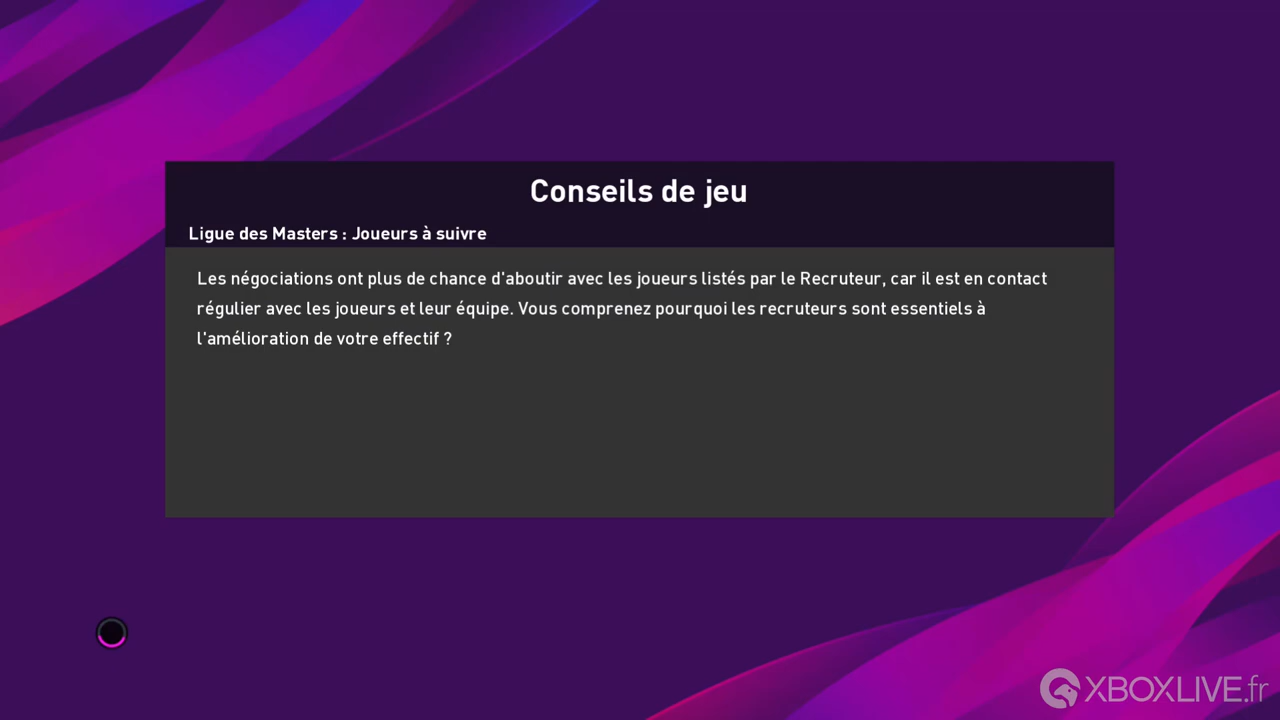 Conseils de jeu
Ligue des Masters : Joueurs à suivre
Les négociations ont plus de chance d'aboutir avec les joueurs listés par le Recruteur, car il est en contact
régulier avec les joueurs et leur équipe. Vous comprenez pourquoi les recruteurs sont essentiels à
l'amélioration de votre effectif ?
XBOXLIVE.fr